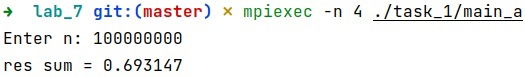 → lab_7 git:(master) × mpiexec -n 4 ./task_1/main_a
Enter n: 100000000
res sum = 0.693147